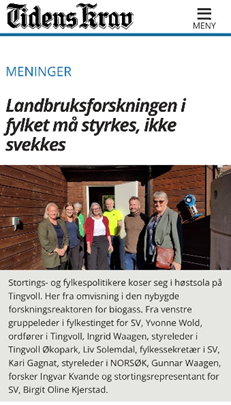 Tidens Krav
MENY
MENINGER
Landbruksforskningen i
fylket må styrkes, ikke
svekkes
Stortings- og fylkespolitikere koser seg i høstsola på
Tingvoll. Her fra omvisning i den nybygde
forskningsreaktoren for biogass. Fra venstre
gruppeleder i fylkestinget for SV, Yvonne Wold,
ordfører i Tingvoll, Ingrid Waagen, styreleder i
Tingvoll Økopark, Liv Solemdal, fylkessekretær i SV,
Kari Gagnat, styreleder i NORSØK, Gunnar Waagen,
forsker Ingvar Kvande og stortingsrepresentant for
SV, Birgit Oline Kjerstad.